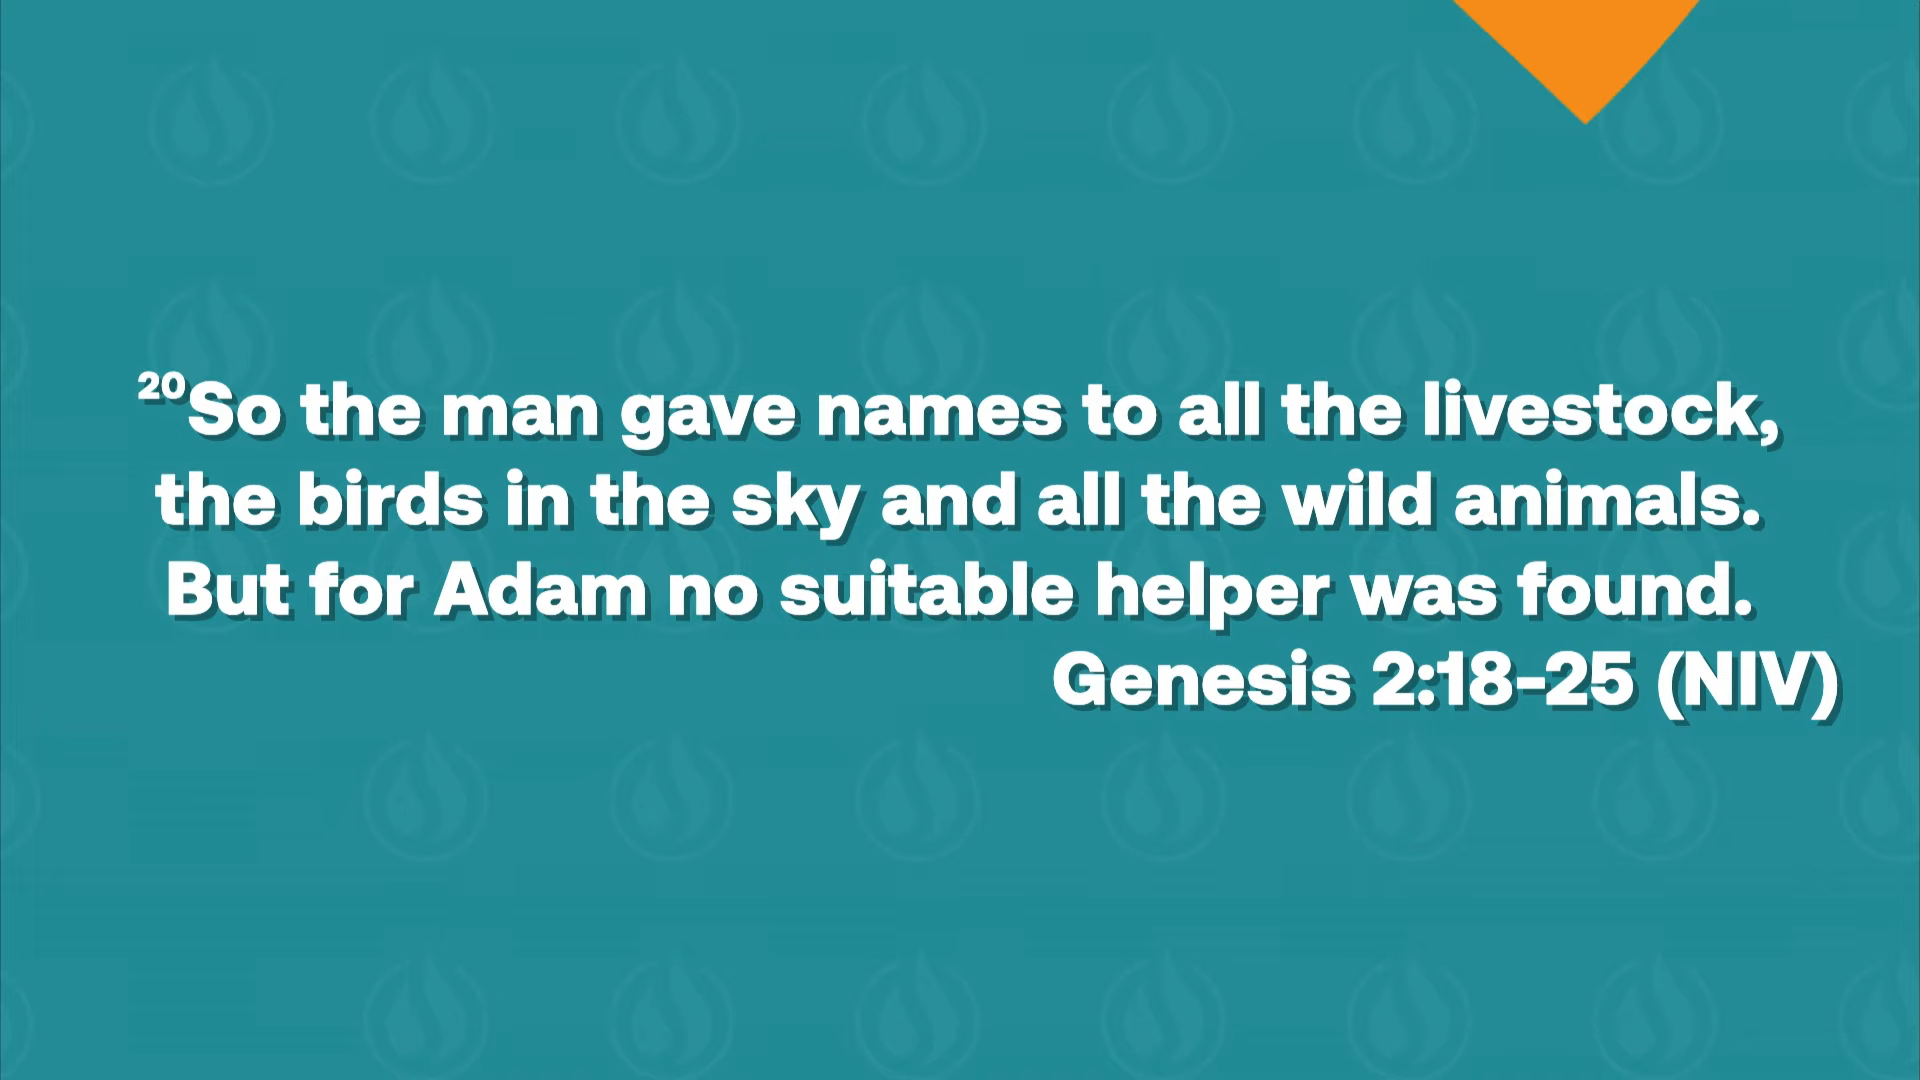 ²⁰So the man gave names to all the livestock,
the birds in the sky and all the wild animals.
But for Adam no suitable helper was found.
Genesis 2:18-25 (NIV)